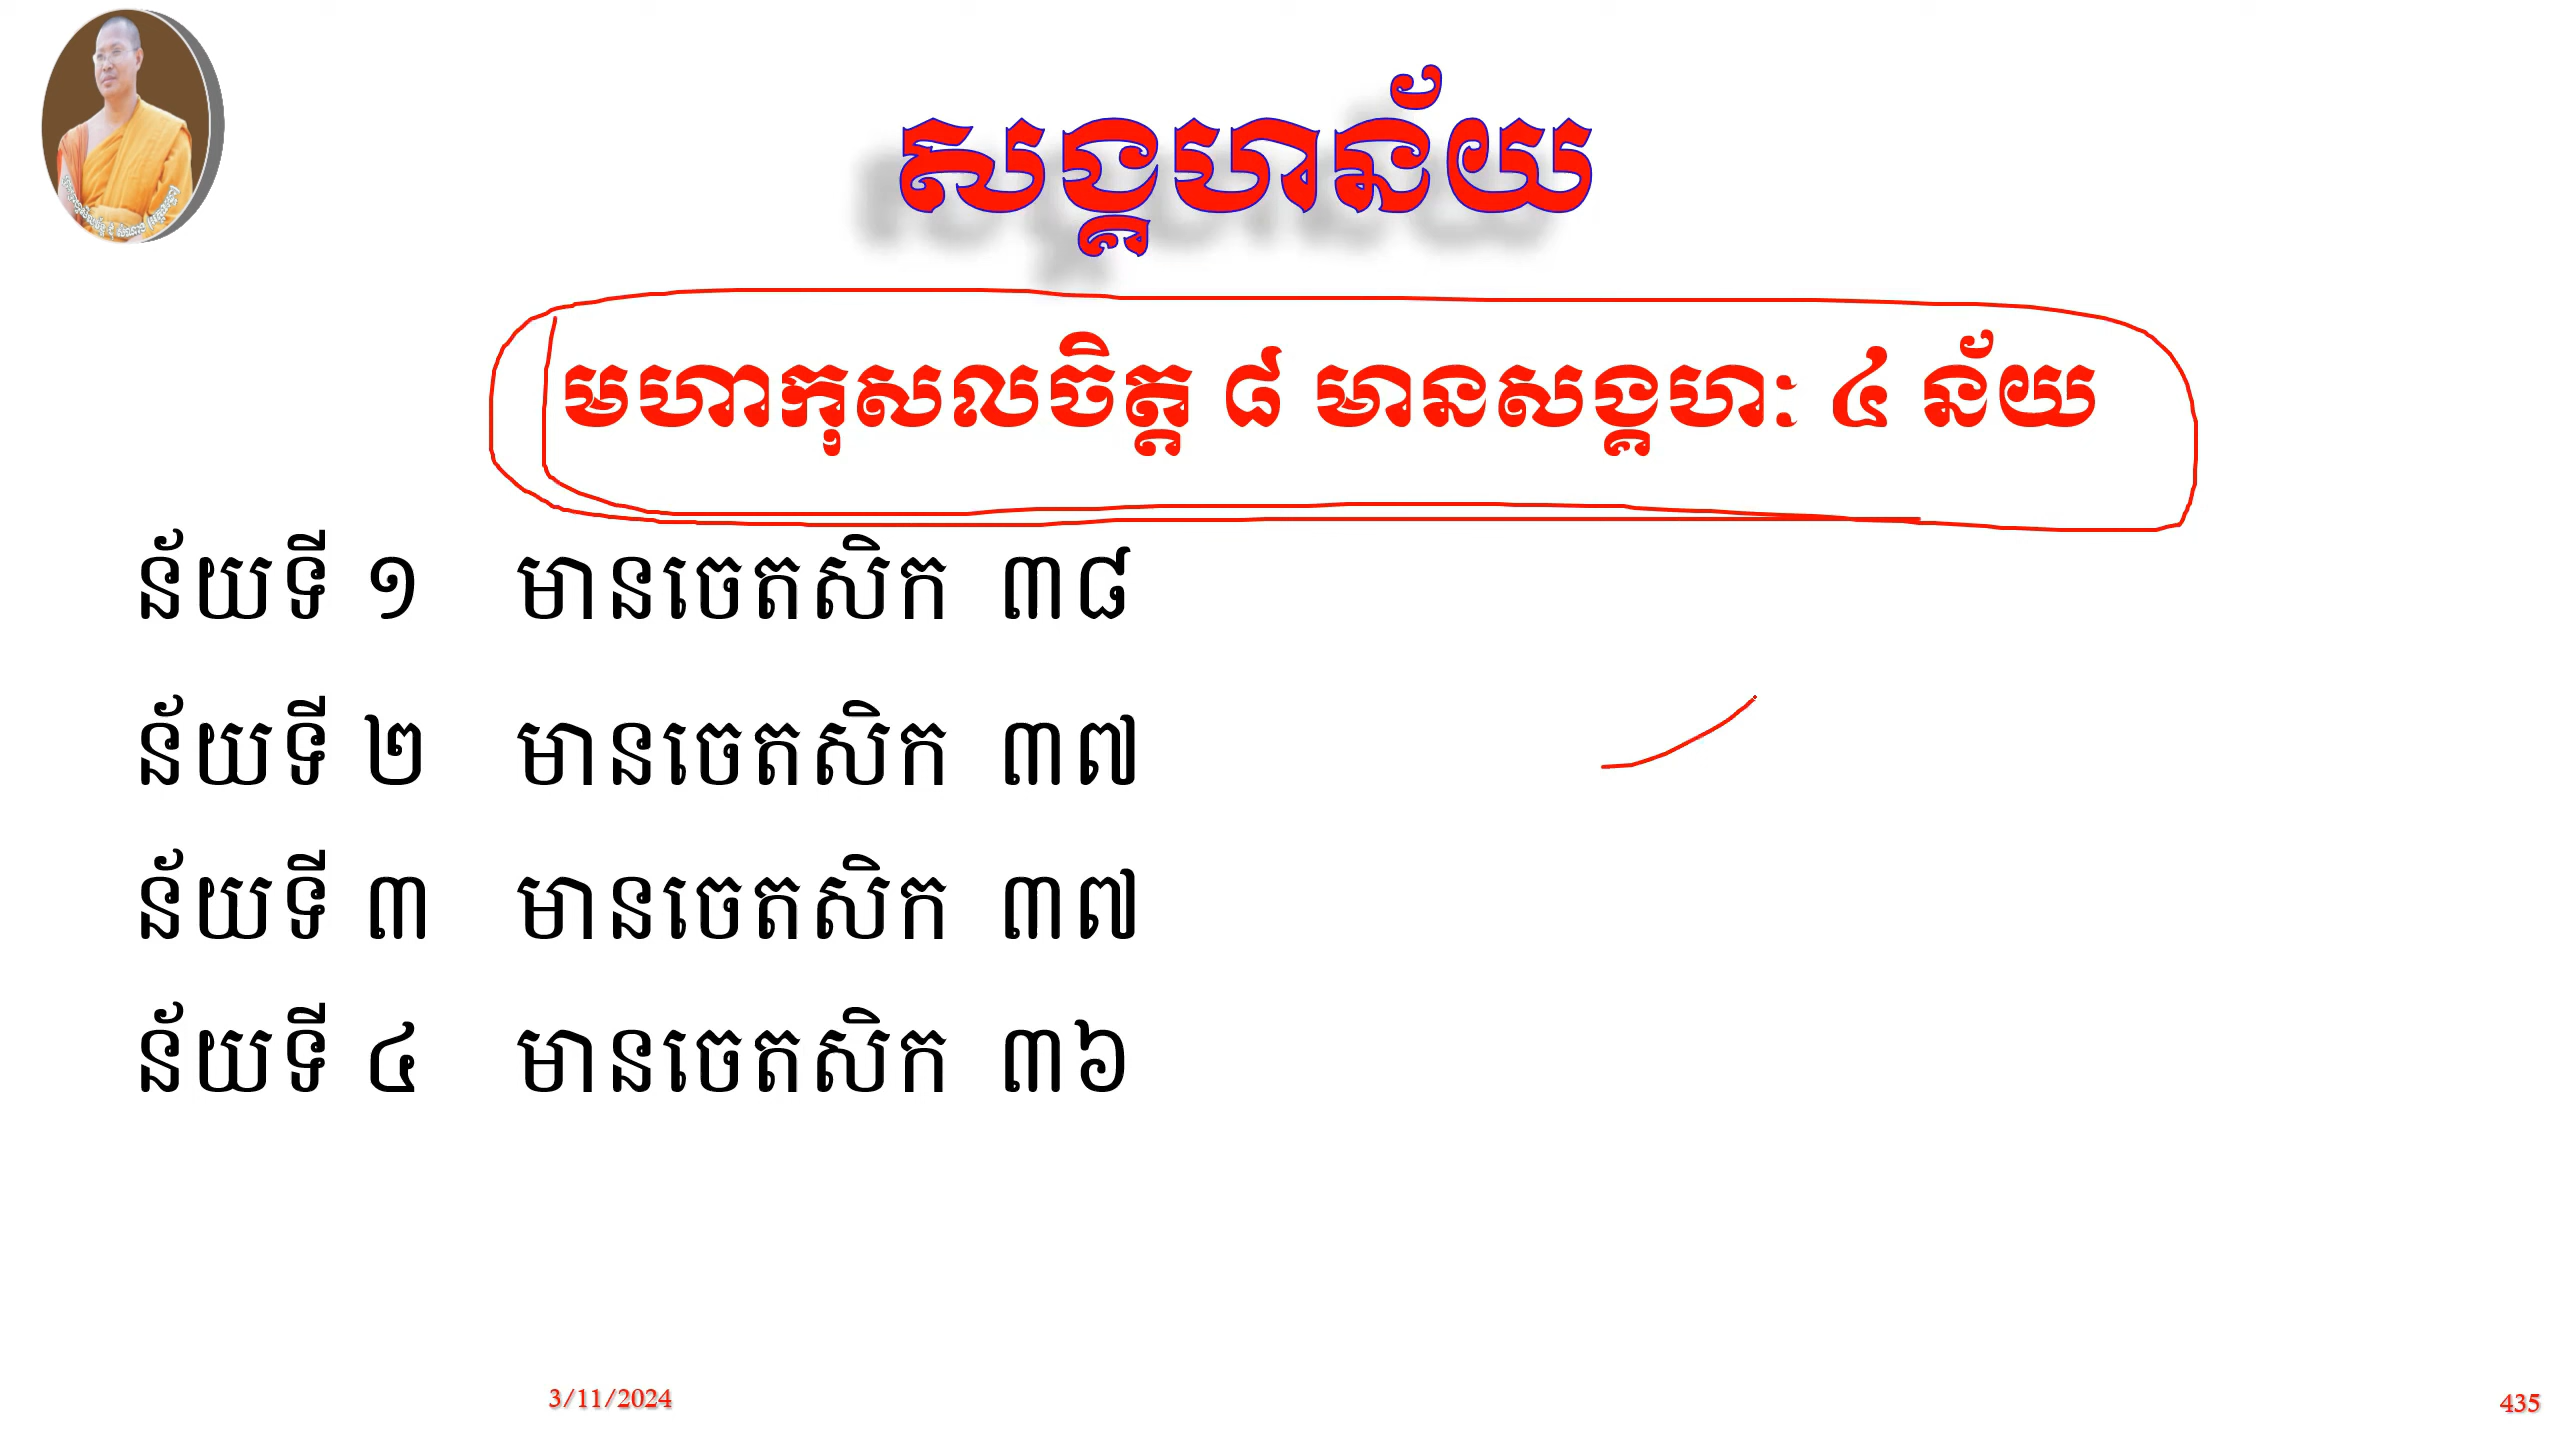 សង្គហន័យ
មហាកុសលចិត្ត ៨ មានសង្គហៈ ៤ ន័យ
ន័យទី ១ មានចេតសិក ៣៨
ន័យទី ២ មានចេតសិក ៣៧
ន័យទី ៣ មានចេតសិក ៣៧
ន័យទី ៤ មានចេតសិក ៣៦
3/11/2024
435